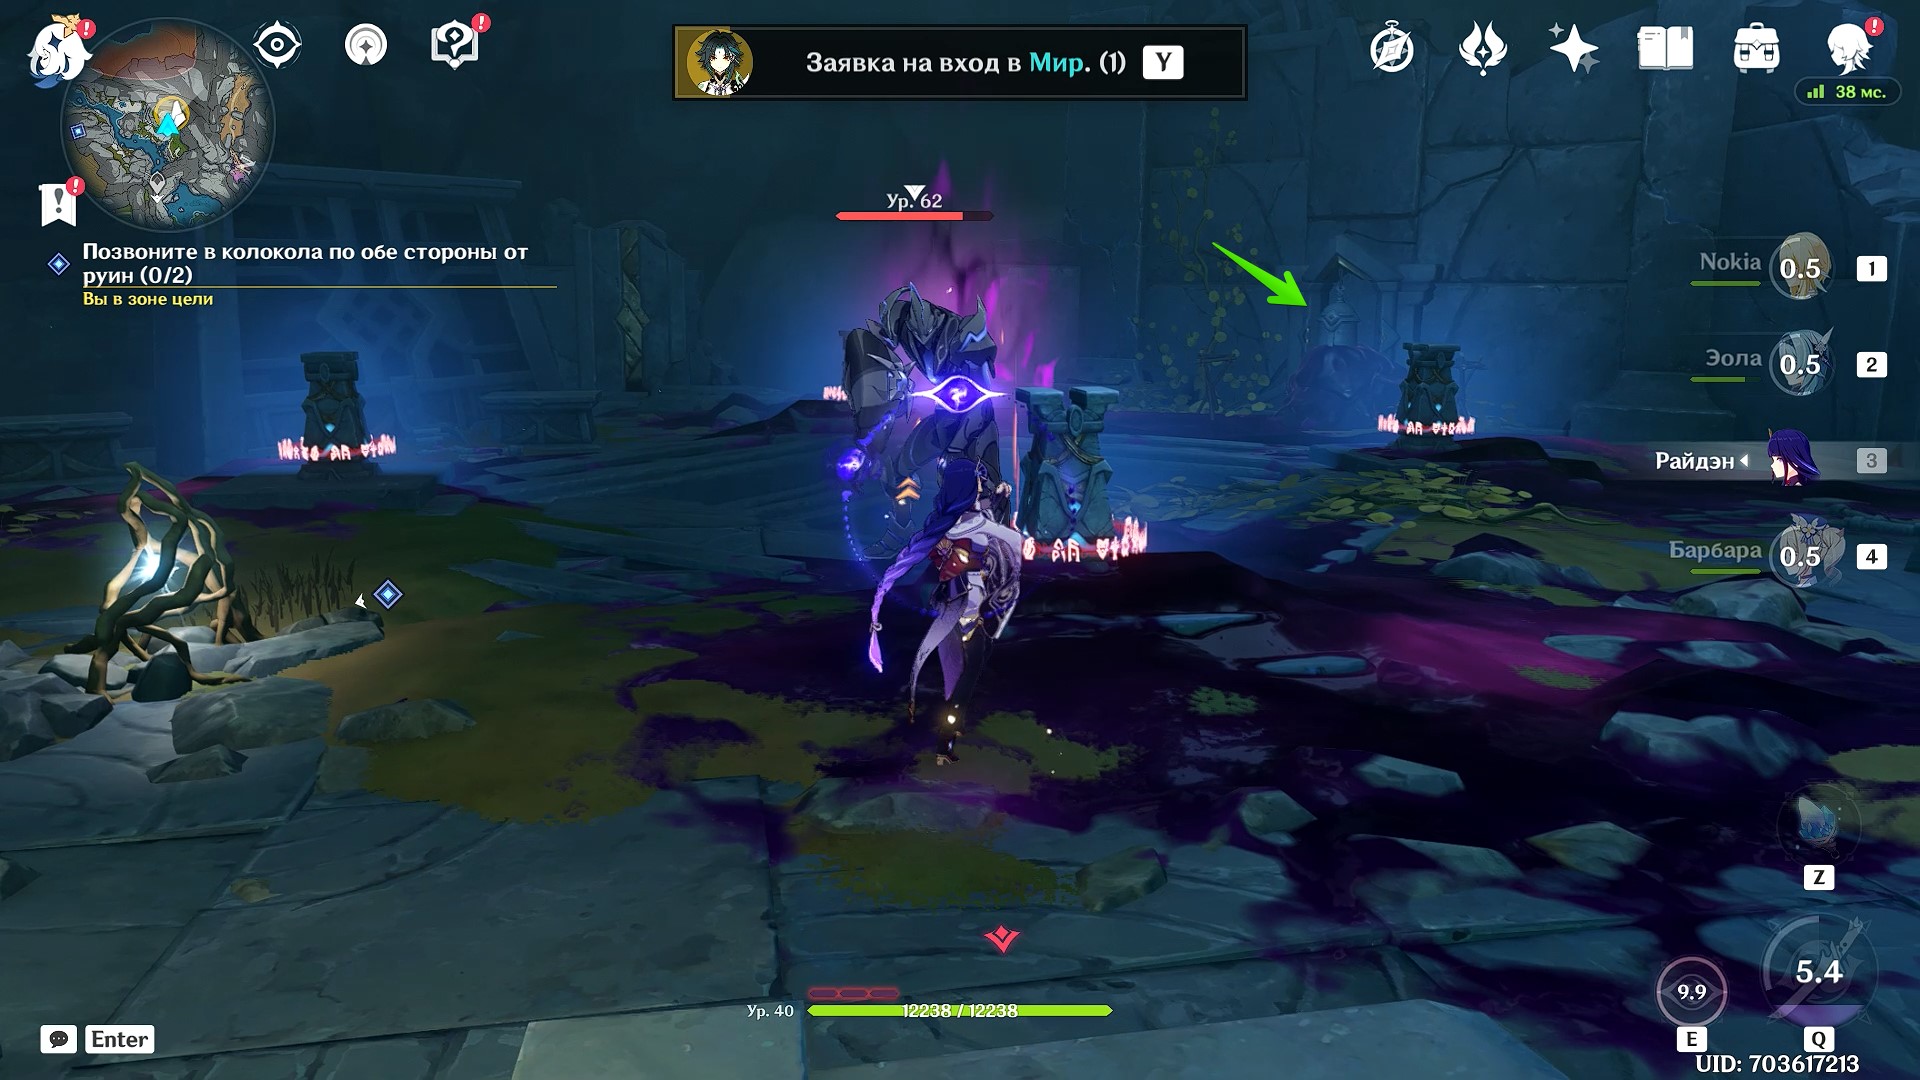 Заявка на вход в Мир. (1) Y
38 мс.
Ур. 62
Позвоните в колокола по обе стороны от
руин (0/2)
Вы в зоне цели
Nokia 0.5 1
Эола 0.5 2
Райдэн 3
Барбара 0.5 4
Z
5.4
9.9
Ур. 40 12238 / 12238
Enter
E Q
UID: 703617213